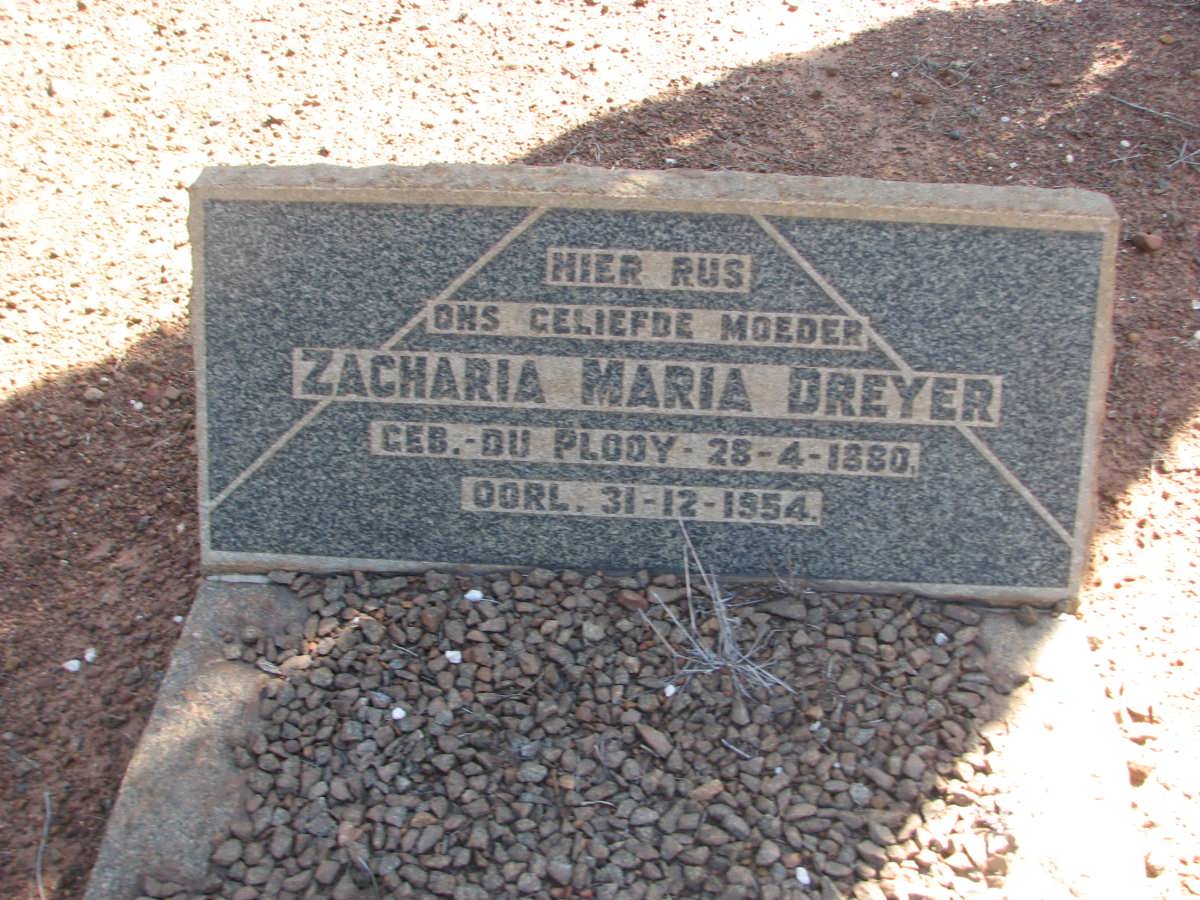 HIER RUS
ONS GELIEFDE MOEDER
ZACHARIA MARIA DREYER
GEB.-DU PLOOY-28-4-1880,
OORL. 31-12-1954.